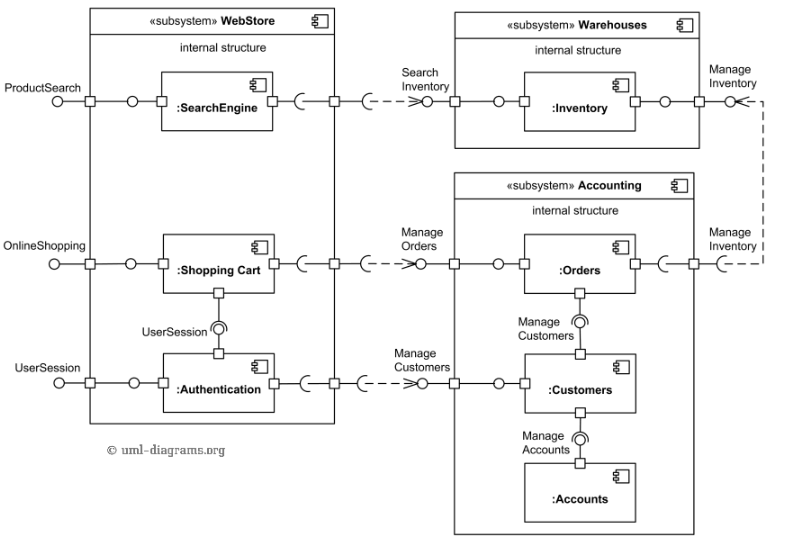 «subsystem» WebStore
internal structure
ProductSearch
:SearchEngine
Search
Inventory
«subsystem» Warehouses
internal structure
:Inventory
Manage
Inventory
OnlineShopping
:Shopping Cart
UserSession
UserSession
:Authentication
Manage
Orders
Manage
Customers
«subsystem» Accounting
internal structure
:Orders
Manage
Inventory
Manage
Customers
:Customers
Manage
Accounts
:Accounts
© uml-diagrams.org